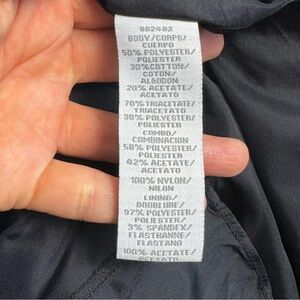 882482
BODY/CORPS/
CUERPO
50% POLYESTER/
POLIESTER
30%COTTON/
COTON/
ALGODON
20% ACETATE/
ACETATO
70% TRIACETATE/
TRIACETATO
30% POLYESTER/
POLIESTER
COMBO/
COMBINACION
58% POLYESTER/
POLIESTER
42% ACETATE/
ACETATO
100% NYLON/
NILON
LINING/
DOUBLURE/
97% POLYESTER/
POLIESTER
3% SPANDEX/
ELASTHANNE/
ELASTANO
100% ACETATE/
ACETATO